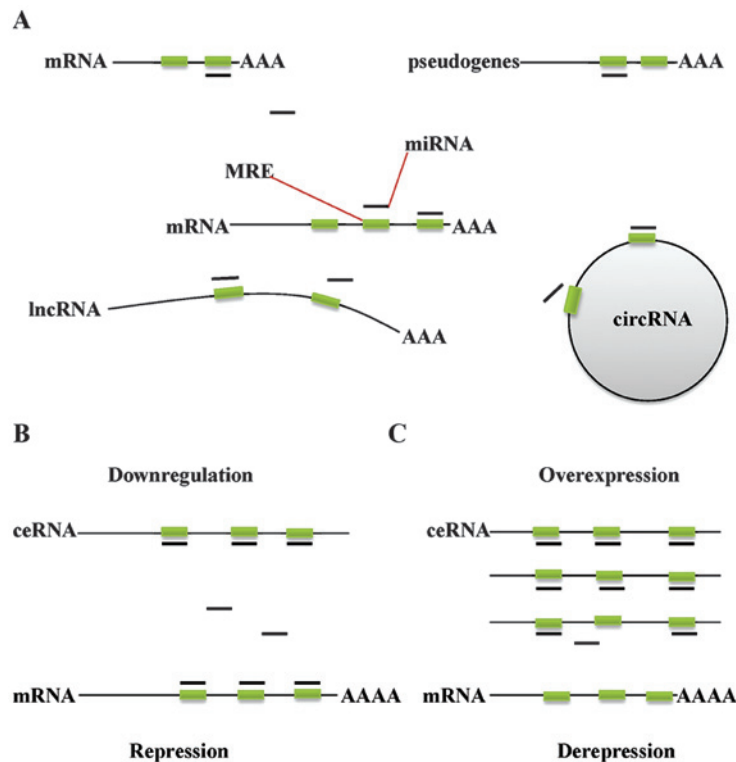 A
mRNA AAA
pseudogenes AAA
miRNA
MRE
mRNA AAA
lncRNA
AAA
circRNA
B
Downregulation
ceRNA
mRNA AAAA
Repression
C
Overexpression
ceRNA
mRNA AAAA
Derepression